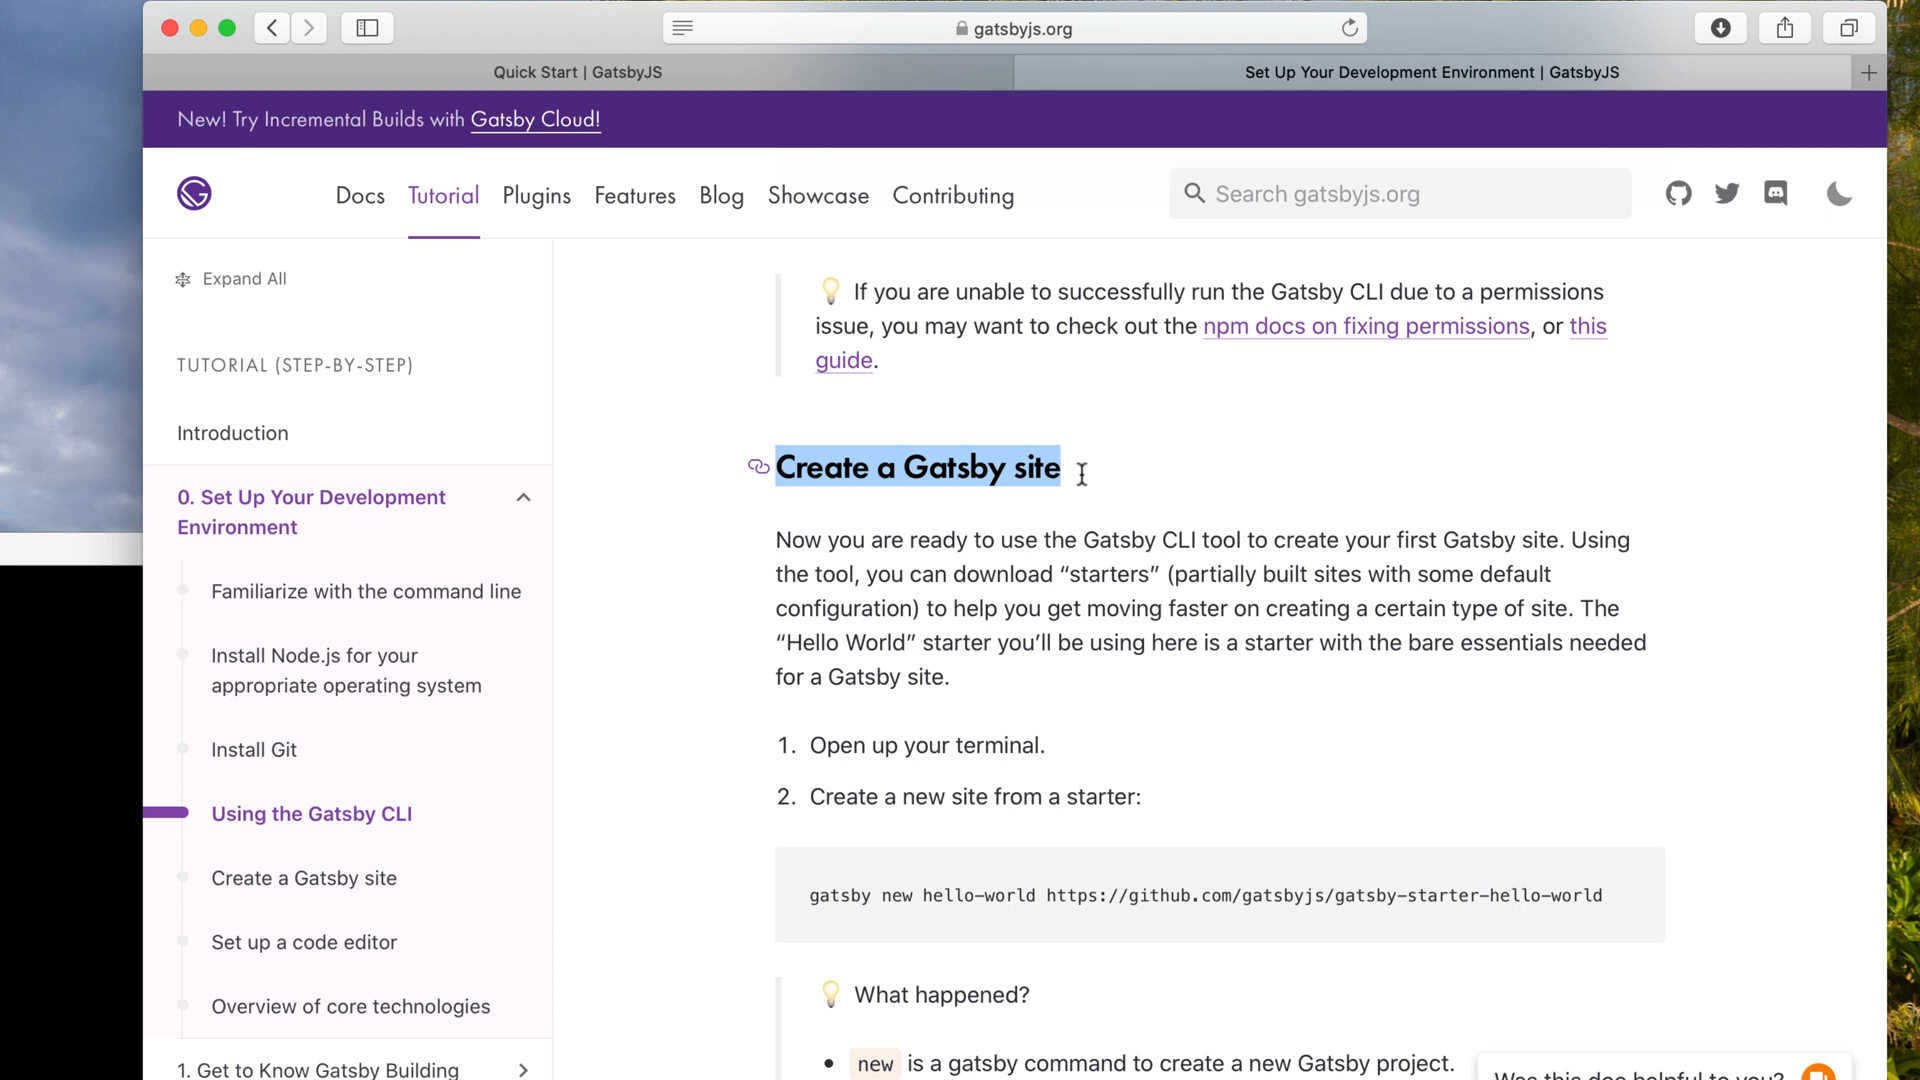 gatsbyjs.org
Quick Start | GatsbyJS
Set Up Your Development Environment | GatsbyJS
New! Try Incremental Builds with Gatsby Cloud!
Docs Tutorial Plugins Features Blog Showcase Contributing
Search gatsbyjs.org
Expand All
TUTORIAL (STEP-BY-STEP)
Introduction
0. Set Up Your Development
Environment
Familiarize with the command line
Install Node.js for your
appropriate operating system
Install Git
Using the Gatsby CLI
Create a Gatsby site
Set up a code editor
Overview of core technologies
1. Get to Know Gatsby Building
If you are unable to successfully run the Gatsby CLI due to a permissions
issue, you may want to check out the npm docs on fixing permissions, or this
guide.
Create a Gatsby site
Now you are ready to use the Gatsby CLI tool to create your first Gatsby site. Using
the tool, you can download “starters” (partially built sites with some default
configuration) to help you get moving faster on creating a certain type of site. The
“Hello World” starter you’ll be using here is a starter with the bare essentials needed
for a Gatsby site.
1. Open up your terminal.
2. Create a new site from a starter:
gatsby new hello-world https://github.com/gatsbyjs/gatsby-starter-hello-world
What happened?
• new is a gatsby command to create a new Gatsby project.
Was this doc helpful to you?